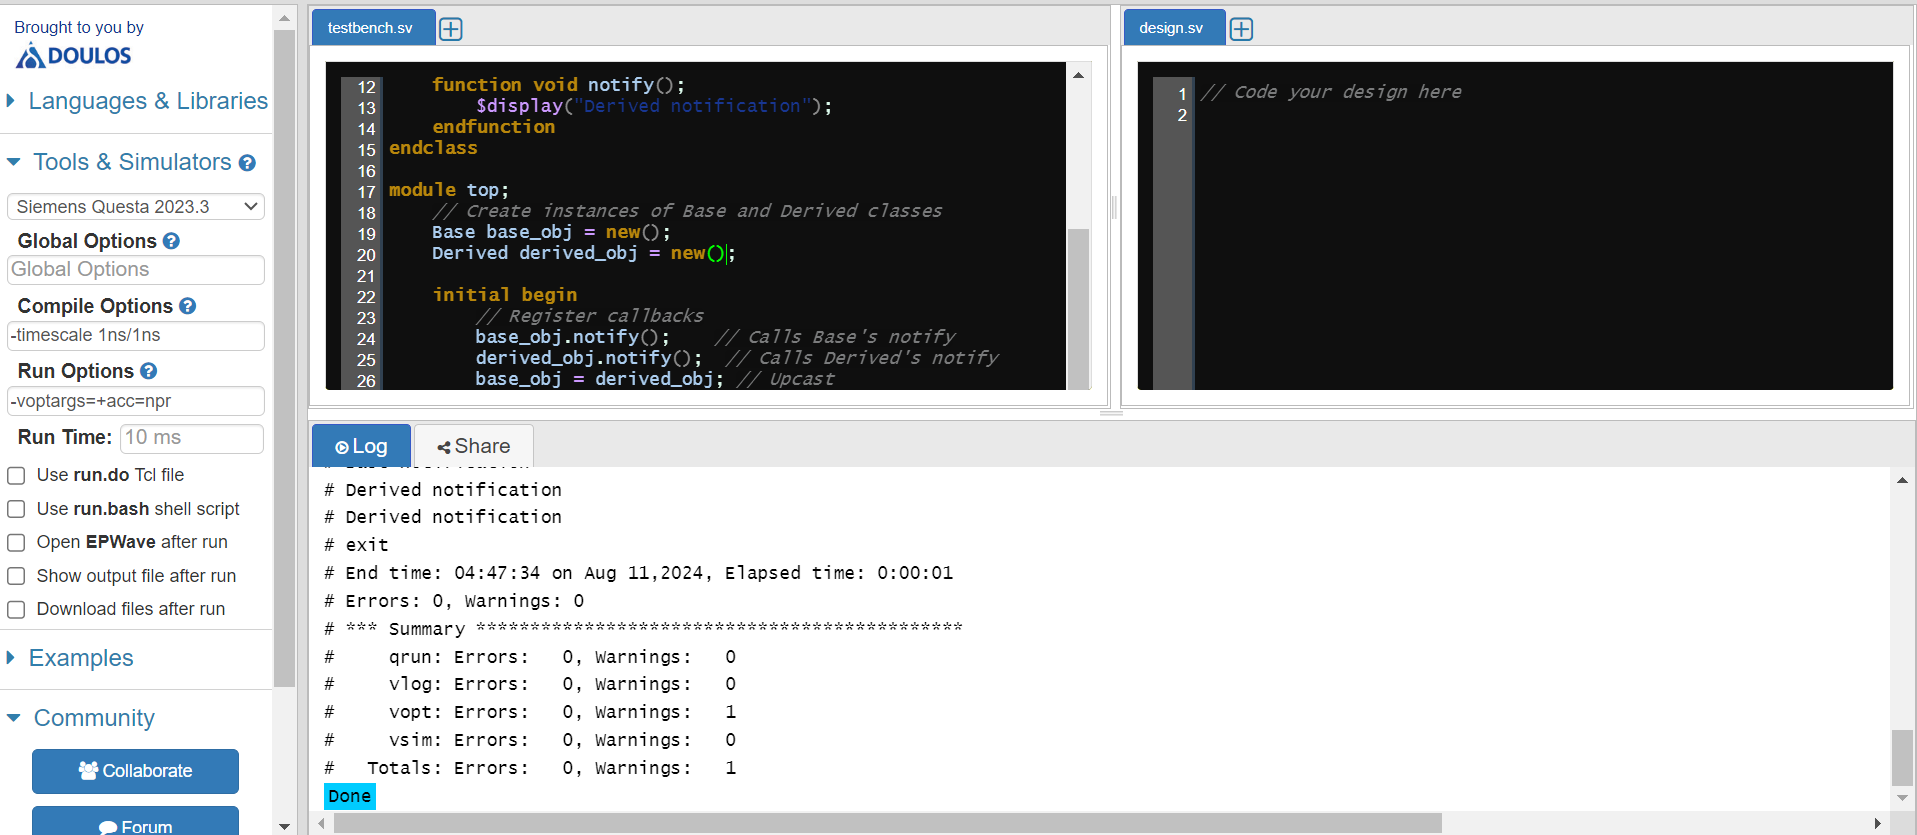 Brought to you by
DOULOS
Languages & Libraries
Tools & Simulators
Siemens Questa 2023.3
Global Options
Global Options
Compile Options
-timescale 1ns/1ns
Run Options
-voptargs=+acc=npr
Run Time: 10 ms
Use run.do Tcl file
Use run.bash shell script
Open EPWave after run
Show output file after run
Download files after run
Examples
Community
Collaborate
Forum
testbench.sv
12 function void notify();
13 $display("Derived notification");
14 endfunction
15 endclass
16
17 module top;
18 // Create instances of Base and Derived classes
19 Base base_obj = new();
20 Derived derived_obj = new();
21
22 initial begin
23 // Register callbacks
24 base_obj.notify(); // Calls Base's notify
25 derived_obj.notify(); // Calls Derived's notify
26 base_obj = derived_obj; // Upcast
design.sv
1 // Code your design here
2
Log
Share
# Derived notification
# Derived notification
# exit
# End time: 04:47:34 on Aug 11,2024, Elapsed time: 0:00:01
# Errors: 0, Warnings: 0
# *** Summary *********************************************
# qrun: Errors: 0, Warnings: 0
# vlog: Errors: 0, Warnings: 0
# vopt: Errors: 0, Warnings: 1
# vsim: Errors: 0, Warnings: 0
# Totals: Errors: 0, Warnings: 1
Done